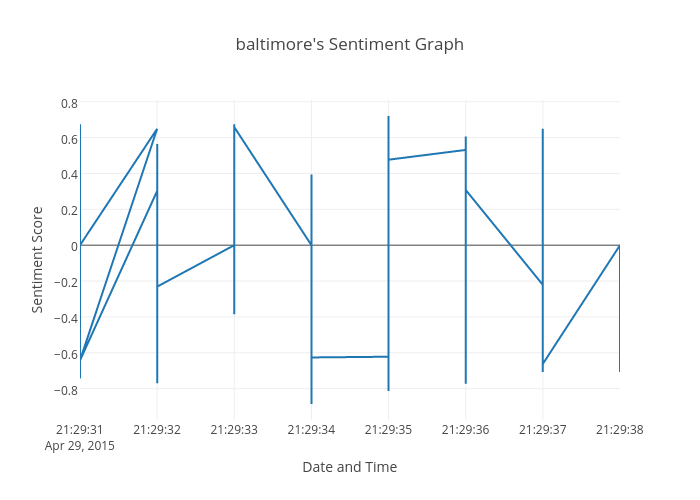 baltimore's Sentiment Graph
0.8
0.6
0.4
0.2
0
−0.2
−0.4
−0.6
−0.8
Sentiment Score
21:29:31 21:29:32 21:29:33 21:29:34 21:29:35 21:29:36 21:29:37 21:29:38
Apr 29, 2015
Date and Time